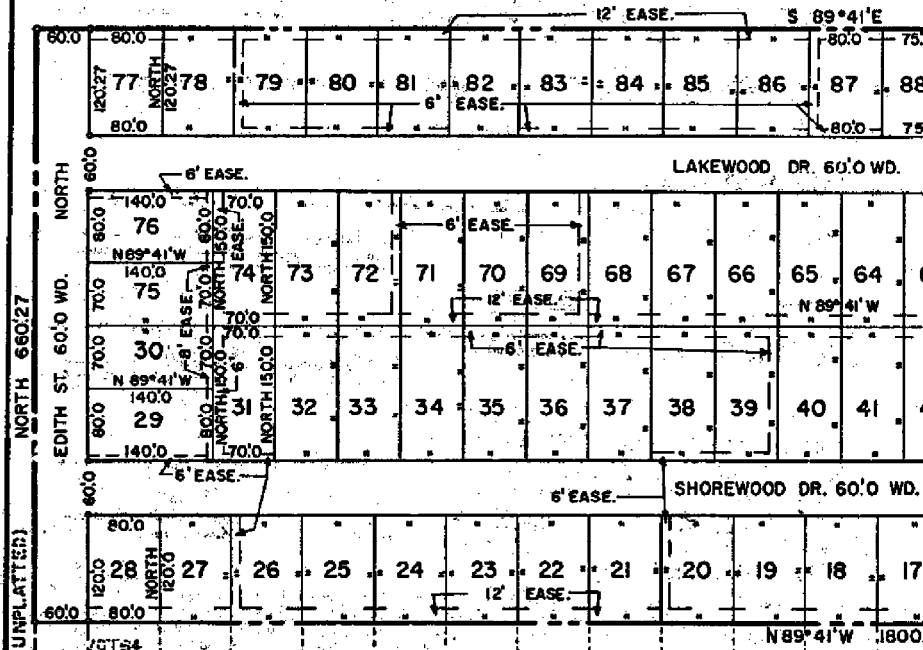 12' EASE. S 89°41'E
60.'0 80.'0 80.'0 75.
120.'27 77 NORTH 120.'27 78 79 80 81 82 83 84 85 86 87 88
6' EASE.
80.'0 80.'0 75
60.'0
LAKEWOOD DR. 60.'0 WD.
6' EASE.
140.'0 70.'0
80.'0 76 80.'0 NORTH 150.'0 EASE. NORTH 150.'0
6' EASE.
N 89°41'W
140.'0
70.'0 75 70.'0 74 73 72 71 70 69 68 67 66 65 64
12' EASE. N 89°41'W
70.'0
8' EASE.
70.'0
6' EASE.
70.'0 30 70.'0 NORTH 150.'0 6' NORTH 150.'0
N 89°41'W
140.'0
80.'0 29 80.'0 31 32 33 34 35 36 37 38 39 40 41
140.'0 70.'0
6' EASE.
60.'0
6' EASE. SHOREWOOD DR. 60.'0 WD.
80.'0
120.'0 28 NORTH 120.'0 27 26 25 24 23 22 21 20 19 18 17
12' EASE.
60.'0 80.'0
N 89°41'W 1800.
EDITH ST. 60.'0 WD. NORTH
UNPLATTED) NORTH 660.'27